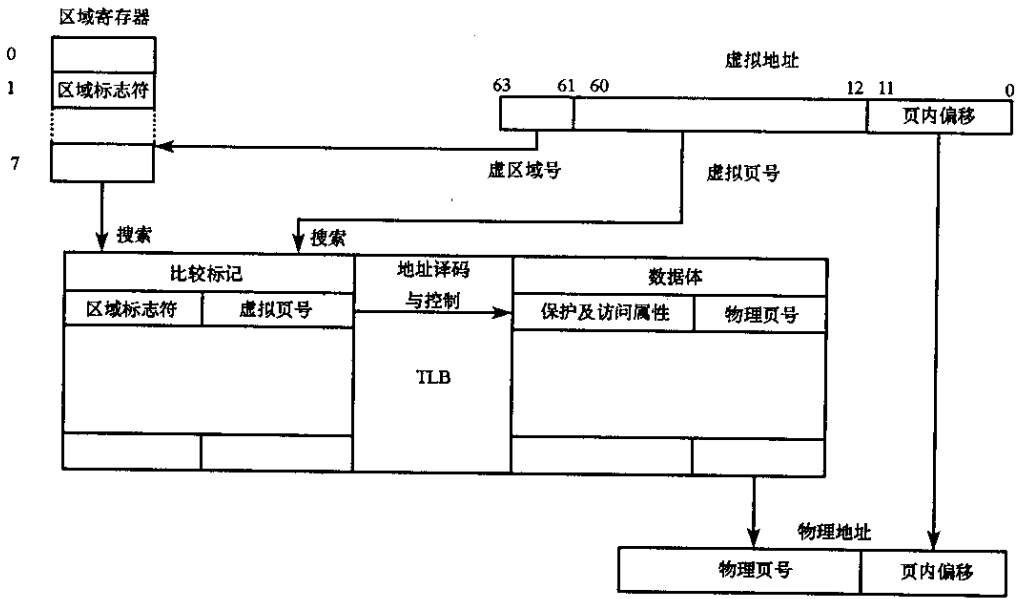 区域寄存器
0
1 区域标志符
7
虚拟地址
63 61 60 12 11 0
页内偏移
虚区域号
虚拟页号
搜索
搜索
比较标记
地址译码
与控制
数据体
区域标志符
虚拟页号
保护及访问属性
物理页号
TLB
物理地址
物理页号
页内偏移